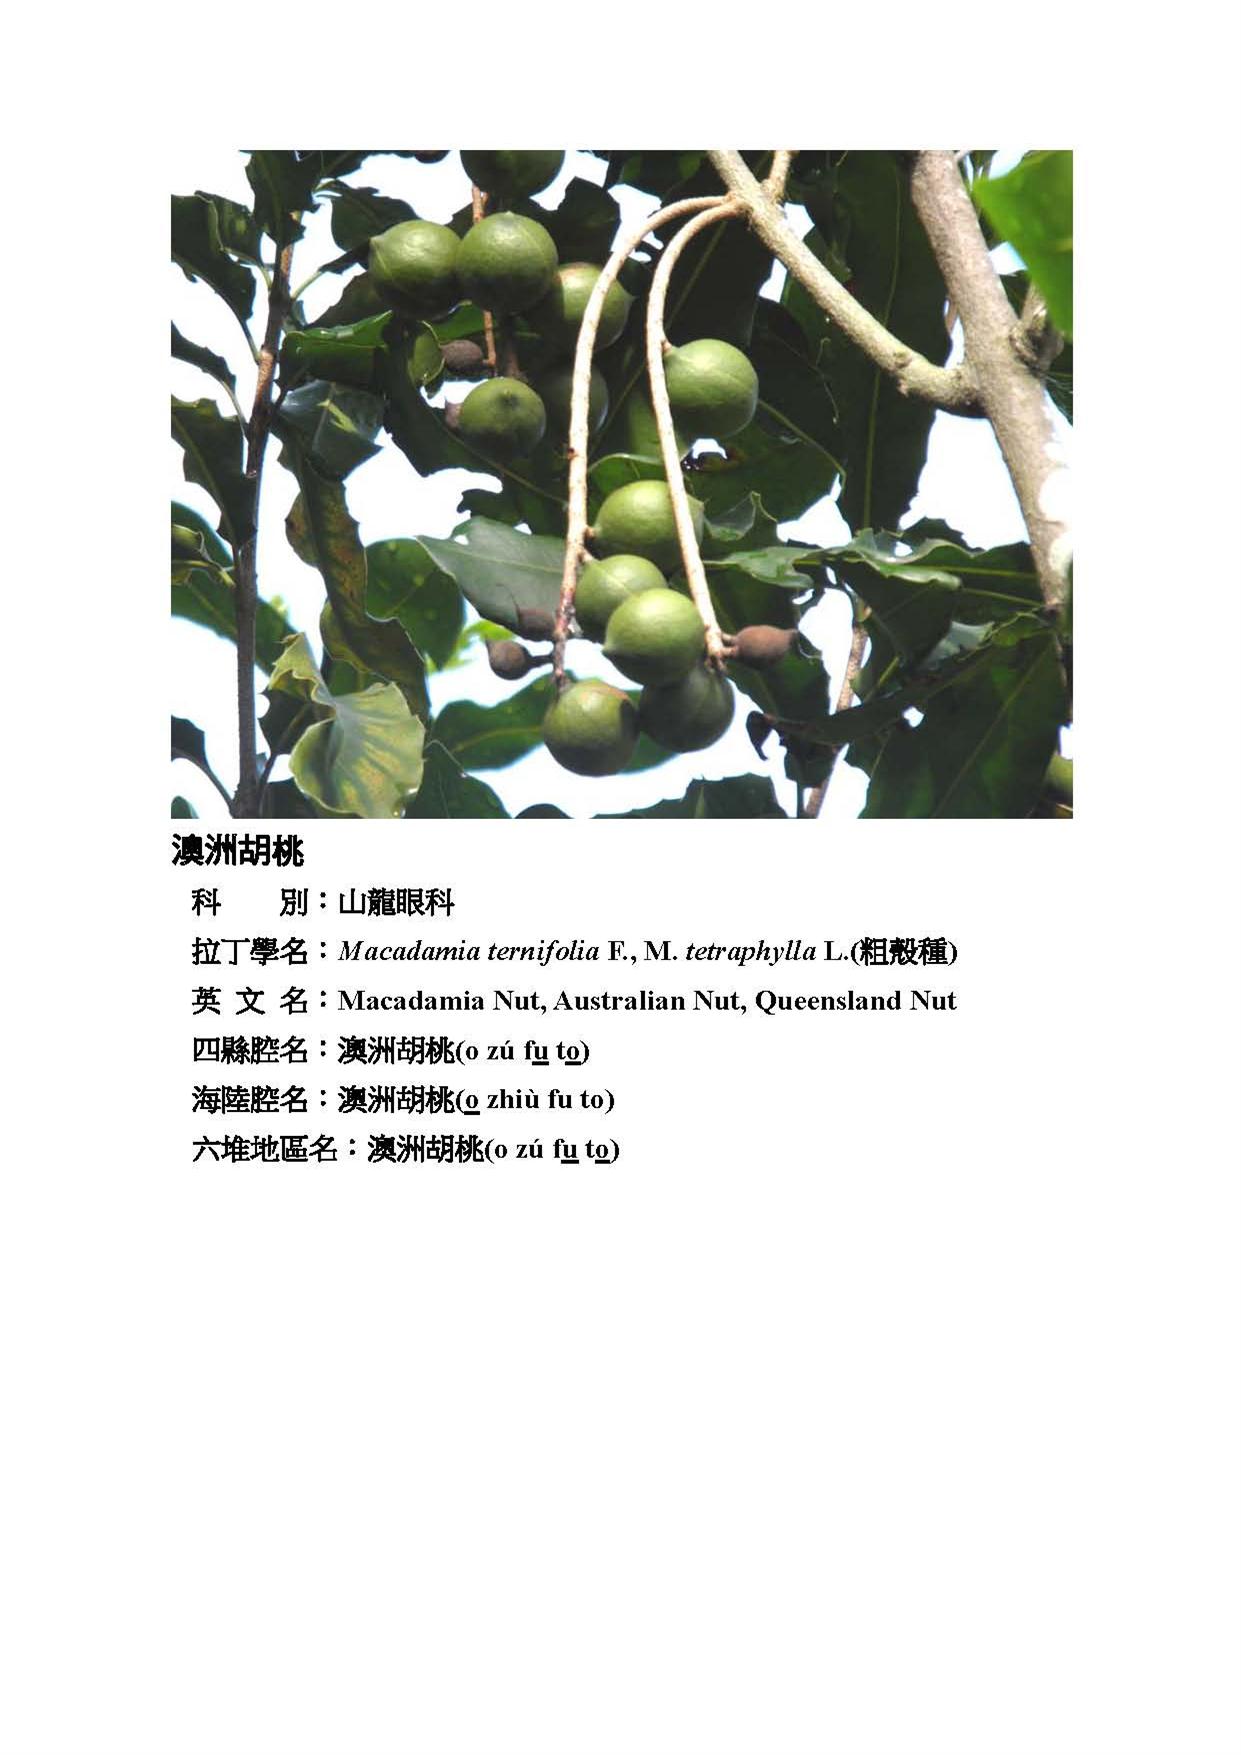 澳洲胡桃
科　　別：山龍眼科
拉丁學名：Macadamia ternifolia F., M. tetraphylla L.(粗殼種)
英 文 名：Macadamia Nut, Australian Nut, Queensland Nut
四縣腔名：澳洲胡桃(o zú fu to)
海陸腔名：澳洲胡桃(o zhiù fu to)
六堆地區名：澳洲胡桃(o zú fu to)